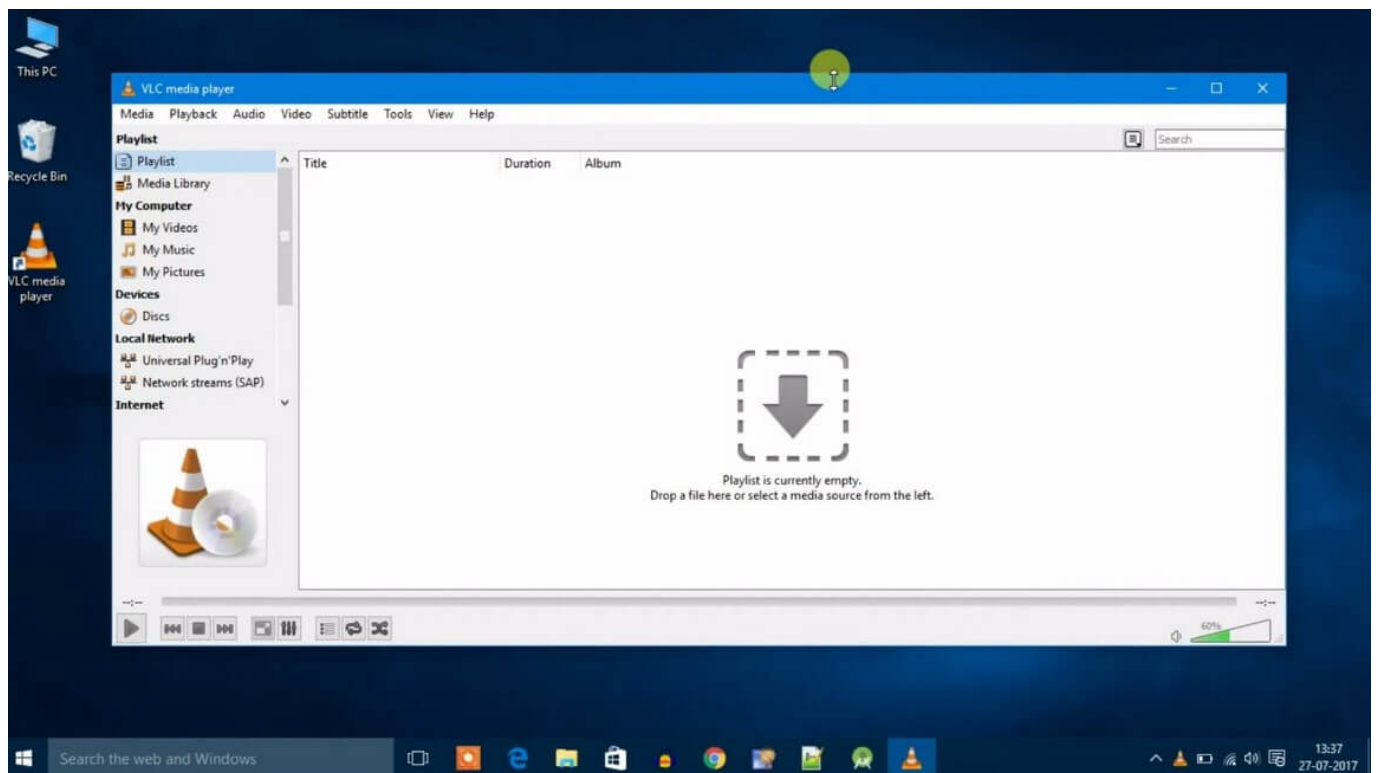 This PC
Recycle Bin
VLC media
player
VLC media player
Media Playback Audio Video Subtitle Tools View Help
Playlist
Search
Playlist
Media Library
My Computer
My Videos
My Music
My Pictures
Devices
Discs
Local Network
Universal Plug'n'Play
Network streams (SAP)
Internet
Title Duration Album
Playlist is currently empty.
Drop a file here or select a media source from the left.
--:-- --:--
60%
Search the web and Windows
13:37
27-07-2017